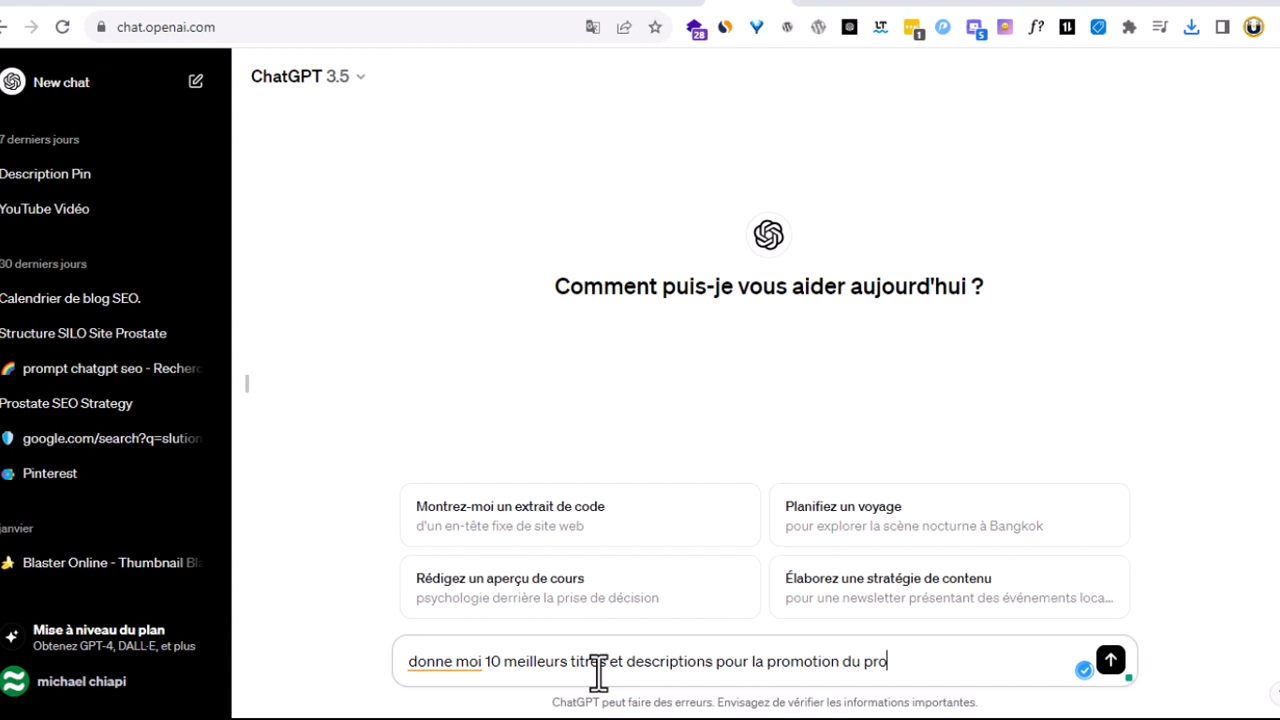 chat.openai.com
28
LT
1
5
f?
New chat
ChatGPT 3.5
7 derniers jours
Description Pin
YouTube Vidéo
30 derniers jours
Calendrier de blog SEO.
Structure SILO Site Prostate
prompt chatgpt seo - Recherc
Prostate SEO Strategy
google.com/search?q=slution
Pinterest
janvier
Blaster Online - Thumbnail Bla
Mise à niveau du plan
Obtenez GPT-4, DALL·E, et plus
michael chiapi
Comment puis-je vous aider aujourd'hui ?
Montrez-moi un extrait de code
d'un en-tête fixe de site web
Planifiez un voyage
pour explorer la scène nocturne à Bangkok
Rédigez un aperçu de cours
psychologie derrière la prise de décision
Élaborez une stratégie de contenu
pour une newsletter présentant des événements loca...
donne moi 10 meilleurs titres et descriptions pour la promotion du pro
ChatGPT peut faire des erreurs. Envisagez de vérifier les informations importantes.